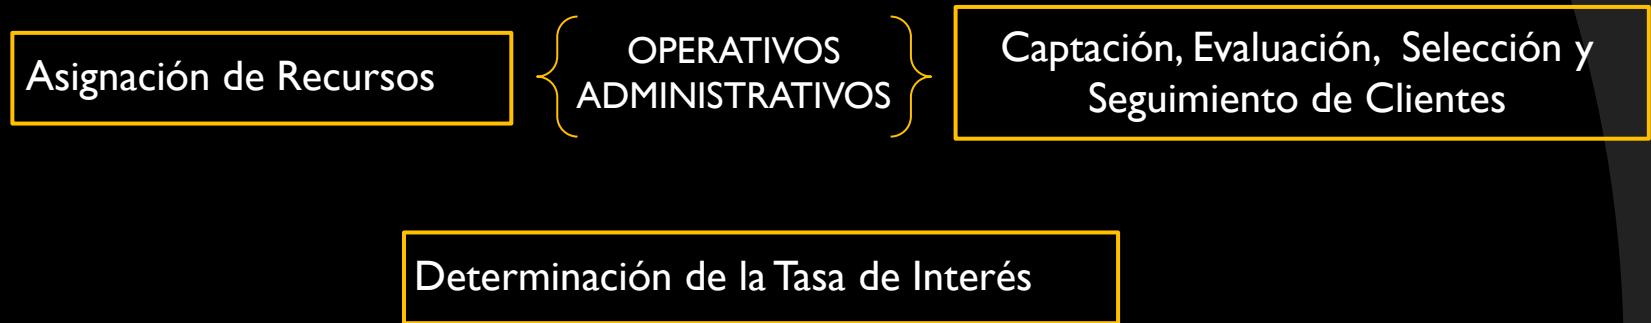 Asignación de Recursos
OPERATIVOS
ADMINISTRATIVOS
Captación, Evaluación, Selección y
Seguimiento de Clientes
Determinación de la Tasa de Interés